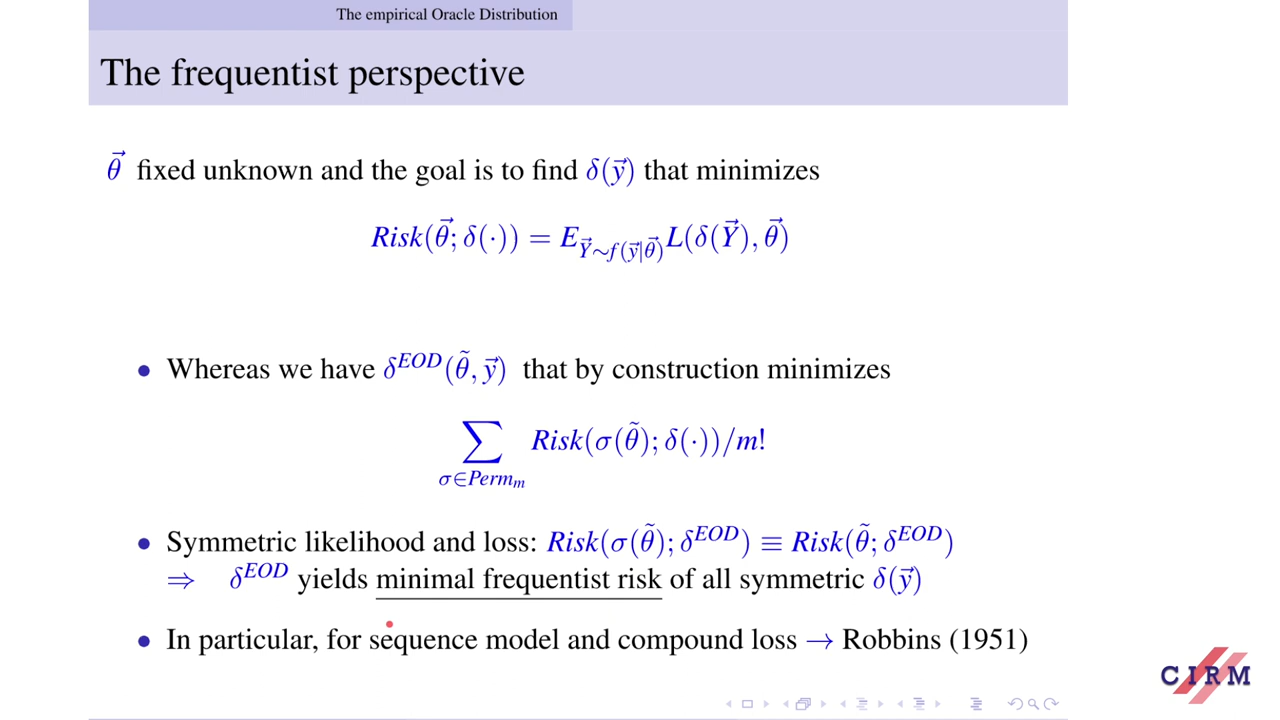 The empirical Oracle Distribution
The frequentist perspective
θ⃗ fixed unknown and the goal is to find δ(y⃗) that minimizes
Risk(θ⃗; δ(·)) = E_{Y⃗∼f(y⃗|θ⃗)} L(δ(Y⃗), θ⃗)
• Whereas we have δ^{EOD}(θ̃, y⃗) that by construction minimizes
∑_{σ∈Perm_m} Risk(σ(θ̃); δ(·))/m!
• Symmetric likelihood and loss: Risk(σ(θ̃); δ^{EOD}) ≡ Risk(θ̃; δ^{EOD})
⇒ δ^{EOD} yields minimal frequentist risk of all symmetric δ(y⃗)
• In particular, for sequence model and compound loss → Robbins (1951)
CIRM